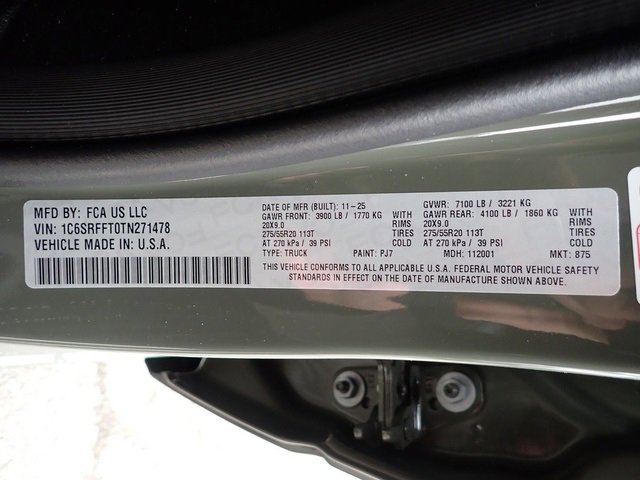 MFD BY: FCA US LLC
VIN: 1C6SRFFT0TN271478
VEHICLE MADE IN U.S.A.
DATE OF MFR (BUILT): 11-25
GVWR: 7100 LB / 3221 KG
GAWR FRONT: 3900 LB / 1770 KG WITH
GAWR REAR: 4100 LB / 1860 KG WITH
20X9.0 RIMS
20X9.0 RIMS
275/55R20 113T TIRES
275/55R20 113T TIRES
AT 270 kPa / 39 PSI COLD
AT 270 kPa / 39 PSI COLD
TYPE: TRUCK PAINT: PJ7 MDH: 112001 MKT: 875
THIS VEHICLE CONFORMS TO ALL APPLICABLE U.S.A. FEDERAL MOTOR VEHICLE SAFETY
STANDARDS IN EFFECT ON THE DATE OF MANUFACTURE SHOWN ABOVE.